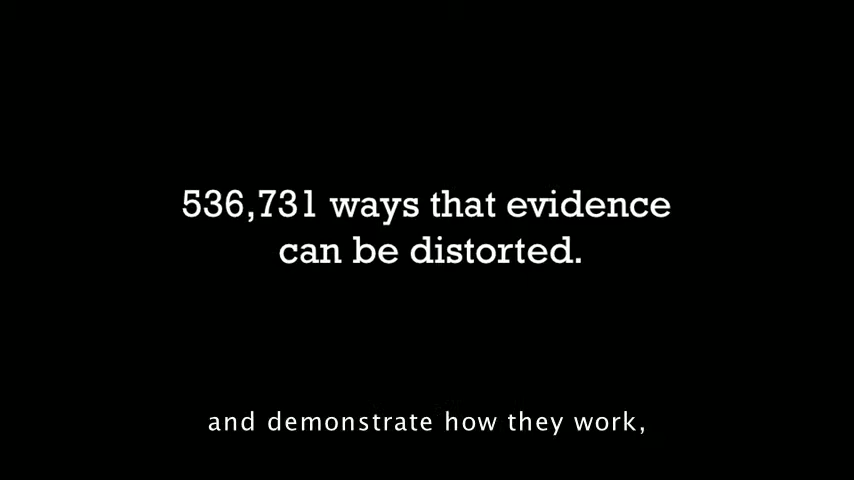 536,731 ways that evidence
can be distorted.
and demonstrate how they work,